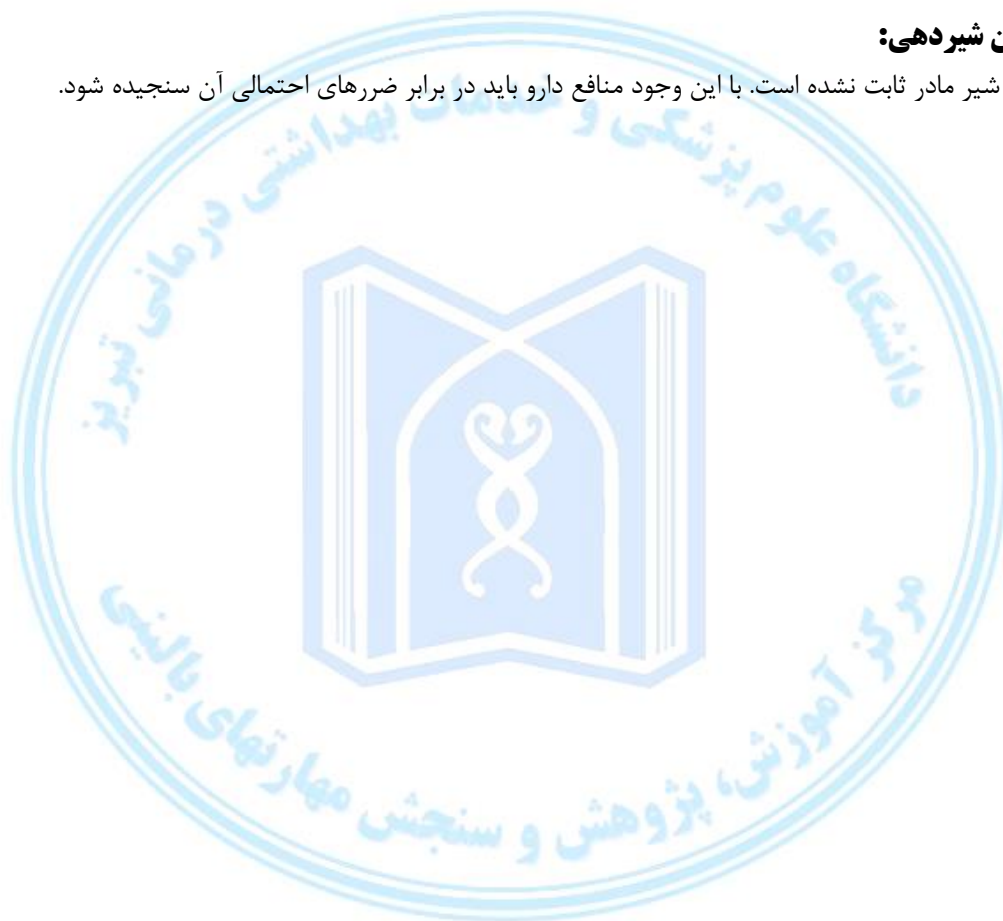 ن شیردهی:
شیر مادر ثابت نشده است. با این وجود منافع دارو باید در برابر ضررهای احتمالی آن سنجیده شود.
دانشگاه علوم پزشکی و خدمات بهداشتی درمانی تبریز
مرکز آموزش، پژوهش و سنجش مهارتهای بالینی